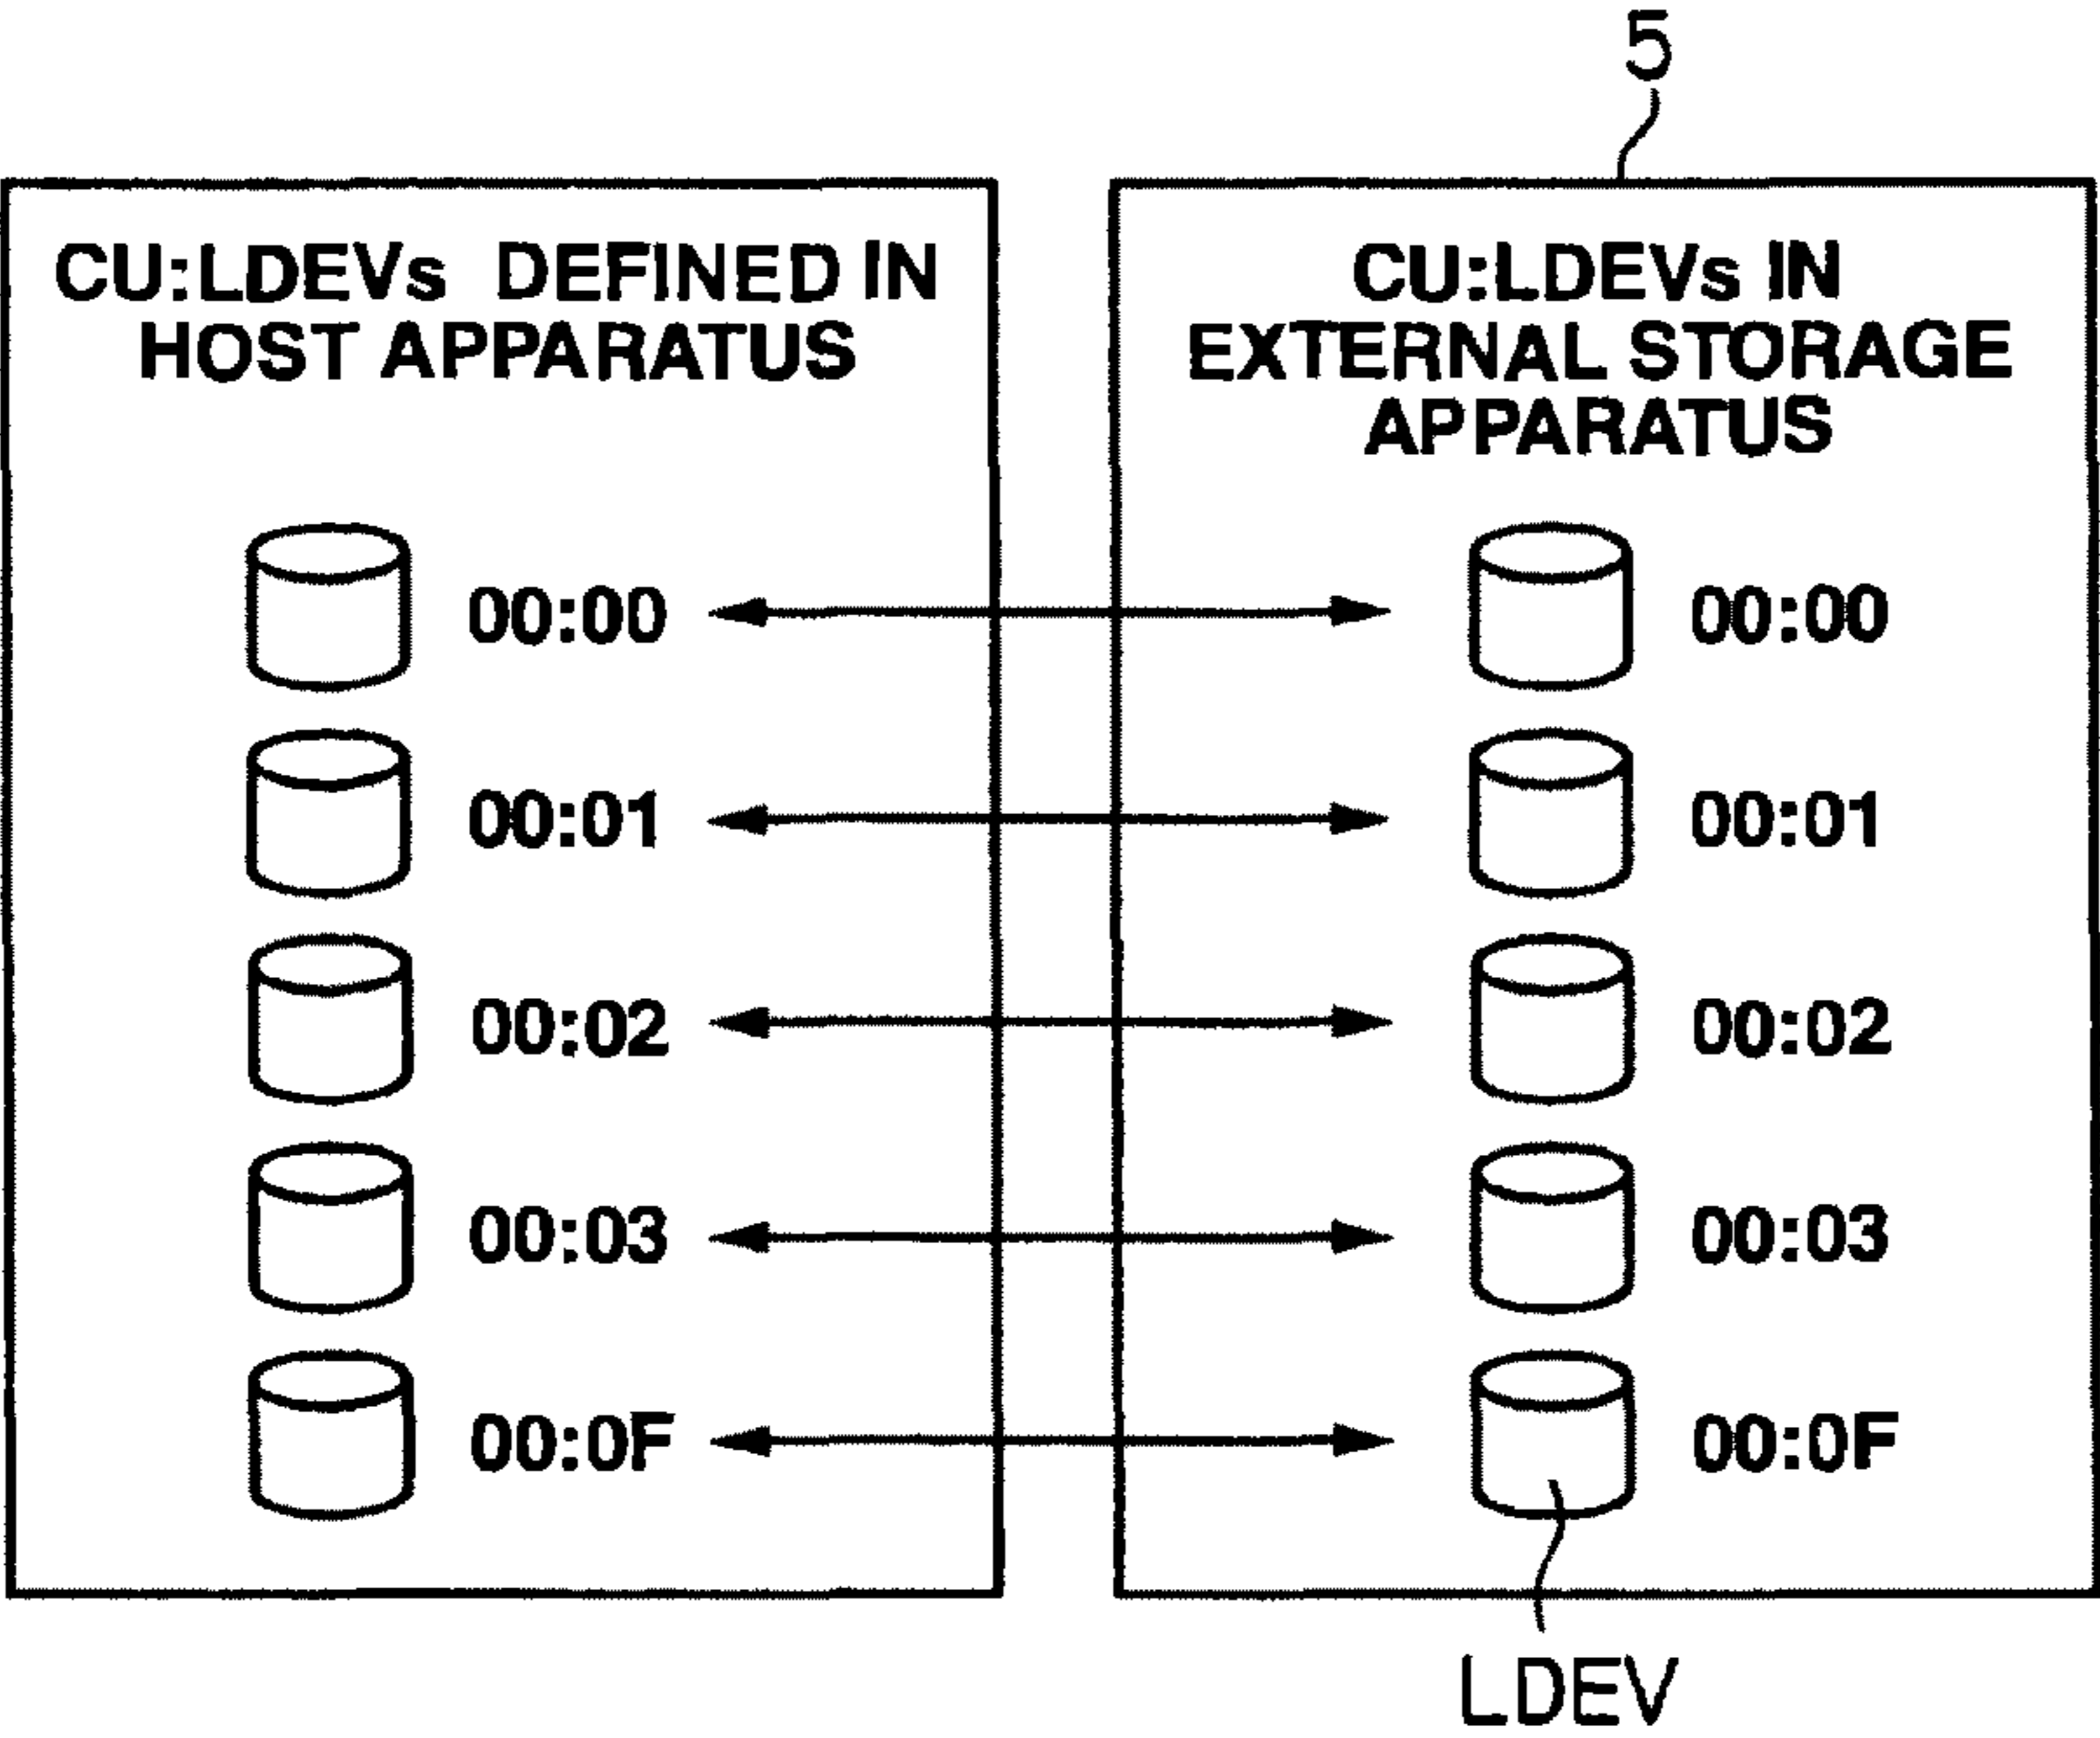 5
CU:LDEVs DEFINED IN
HOST APPARATUS
00:00
00:01
00:02
00:03
00:0F
CU:LDEVs IN
EXTERNAL STORAGE
APPARATUS
00:00
00:01
00:02
00:03
00:0F
LDEV